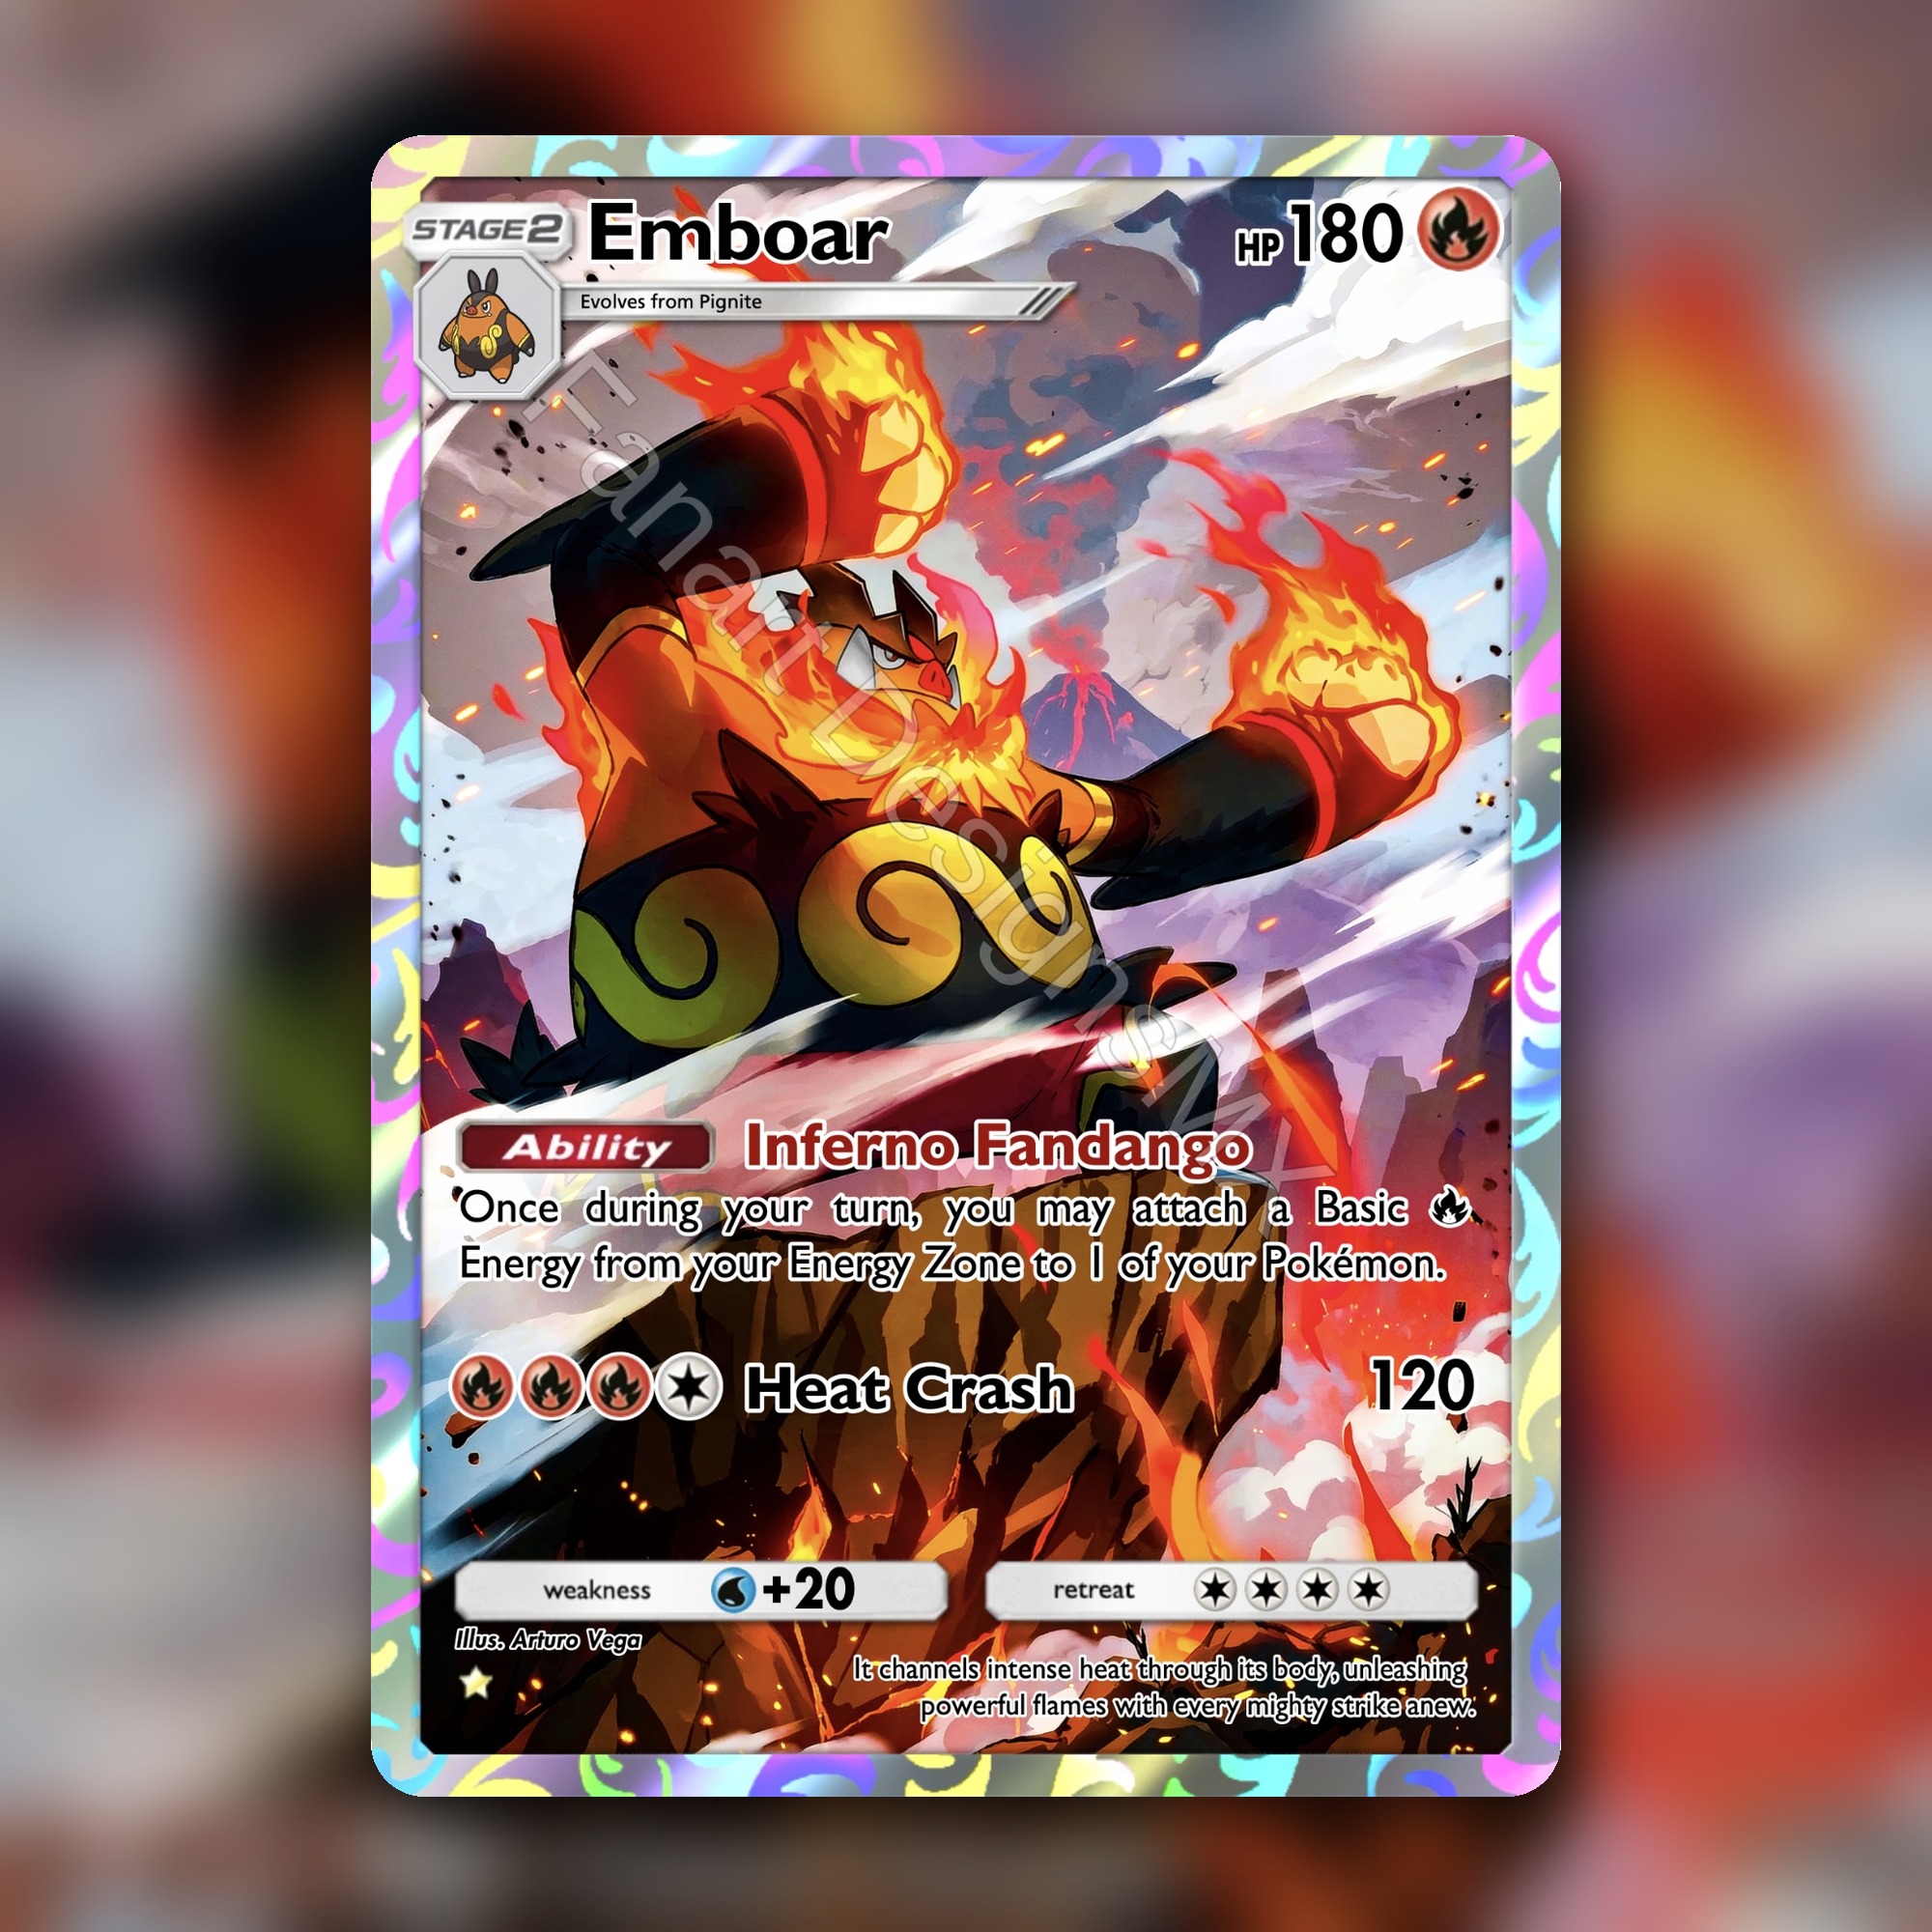 STAGE2 Emboar HP 180
Evolves from Pignite
Fanart DesignsMX
Ability Inferno Fandango
Once during your turn, you may attach a Basic
Energy from your Energy Zone to 1 of your Pokémon.
Heat Crash 120
weakness +20 retreat
Illus. Arturo Vega
It channels intense heat through its body, unleashing
powerful flames with every mighty strike anew.